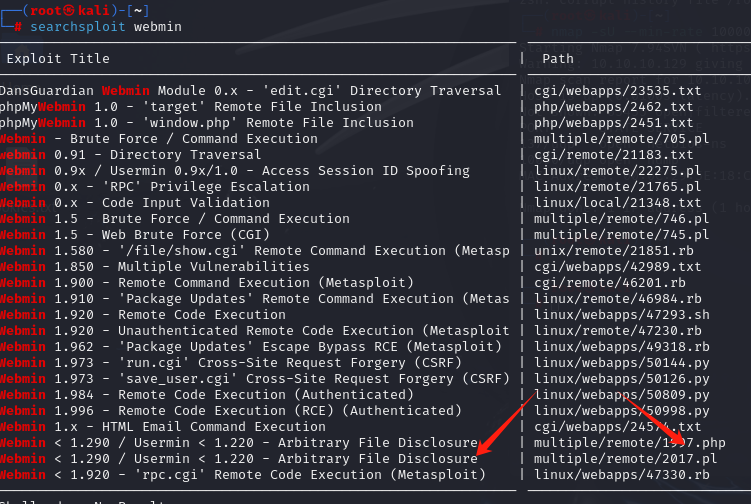 ┌──(root㉿kali)-[~]
└─# searchsploit webmin
Exploit Title | Path
DansGuardian Webmin Module 0.x - 'edit.cgi' Directory Traversal | cgi/webapps/23535.txt
phpMyWebmin 1.0 - 'target' Remote File Inclusion | php/webapps/2462.txt
phpMyWebmin 1.0 - 'window.php' Remote File Inclusion | php/webapps/2451.txt
Webmin - Brute Force / Command Execution | multiple/remote/705.pl
webmin 0.91 - Directory Traversal | cgi/remote/21183.txt
Webmin 0.9x / Usermin 0.9x/1.0 - Access Session ID Spoofing | linux/remote/22275.pl
Webmin 0.x - 'RPC' Privilege Escalation | linux/remote/21765.pl
Webmin 0.x - Code Input Validation | linux/local/21348.txt
Webmin 1.5 - Brute Force / Command Execution | multiple/remote/746.pl
Webmin 1.5 - Web Brute Force (CGI) | multiple/remote/745.pl
Webmin 1.580 - '/file/show.cgi' Remote Command Execution (Metasp | unix/remote/21851.rb
Webmin 1.850 - Multiple Vulnerabilities | cgi/webapps/42989.txt
Webmin 1.900 - Remote Command Execution (Metasploit) | cgi/remote/46201.rb
Webmin 1.910 - 'Package Updates' Remote Command Execution (Metas | linux/remote/46984.rb
Webmin 1.920 - Remote Code Execution | linux/webapps/47293.sh
Webmin 1.920 - Unauthenticated Remote Code Execution (Metasploit | linux/remote/47230.rb
Webmin 1.962 - 'Package Updates' Escape Bypass RCE (Metasploit) | linux/webapps/49318.rb
Webmin 1.973 - 'run.cgi' Cross-Site Request Forgery (CSRF) | linux/webapps/50144.py
Webmin 1.973 - 'save_user.cgi' Cross-Site Request Forgery (CSRF) | linux/webapps/50126.py
Webmin 1.984 - Remote Code Execution (Authenticated) | linux/webapps/50809.py
Webmin 1.996 - Remote Code Execution (RCE) (Authenticated) | linux/webapps/50998.py
Webmin 1.x - HTML Email Command Execution |
Webmin < 1.290 / Usermin < 1.220 - Arbitrary File Disclosure |
Webmin < 1.290 / Usermin < 1.220 - Arbitrary File Disclosure | multiple/remote/2017.pl
Webmin < 1.920 - 'rpc.cgi' Remote Code Execution (Metasploit) | linux/webapps/47330.rb